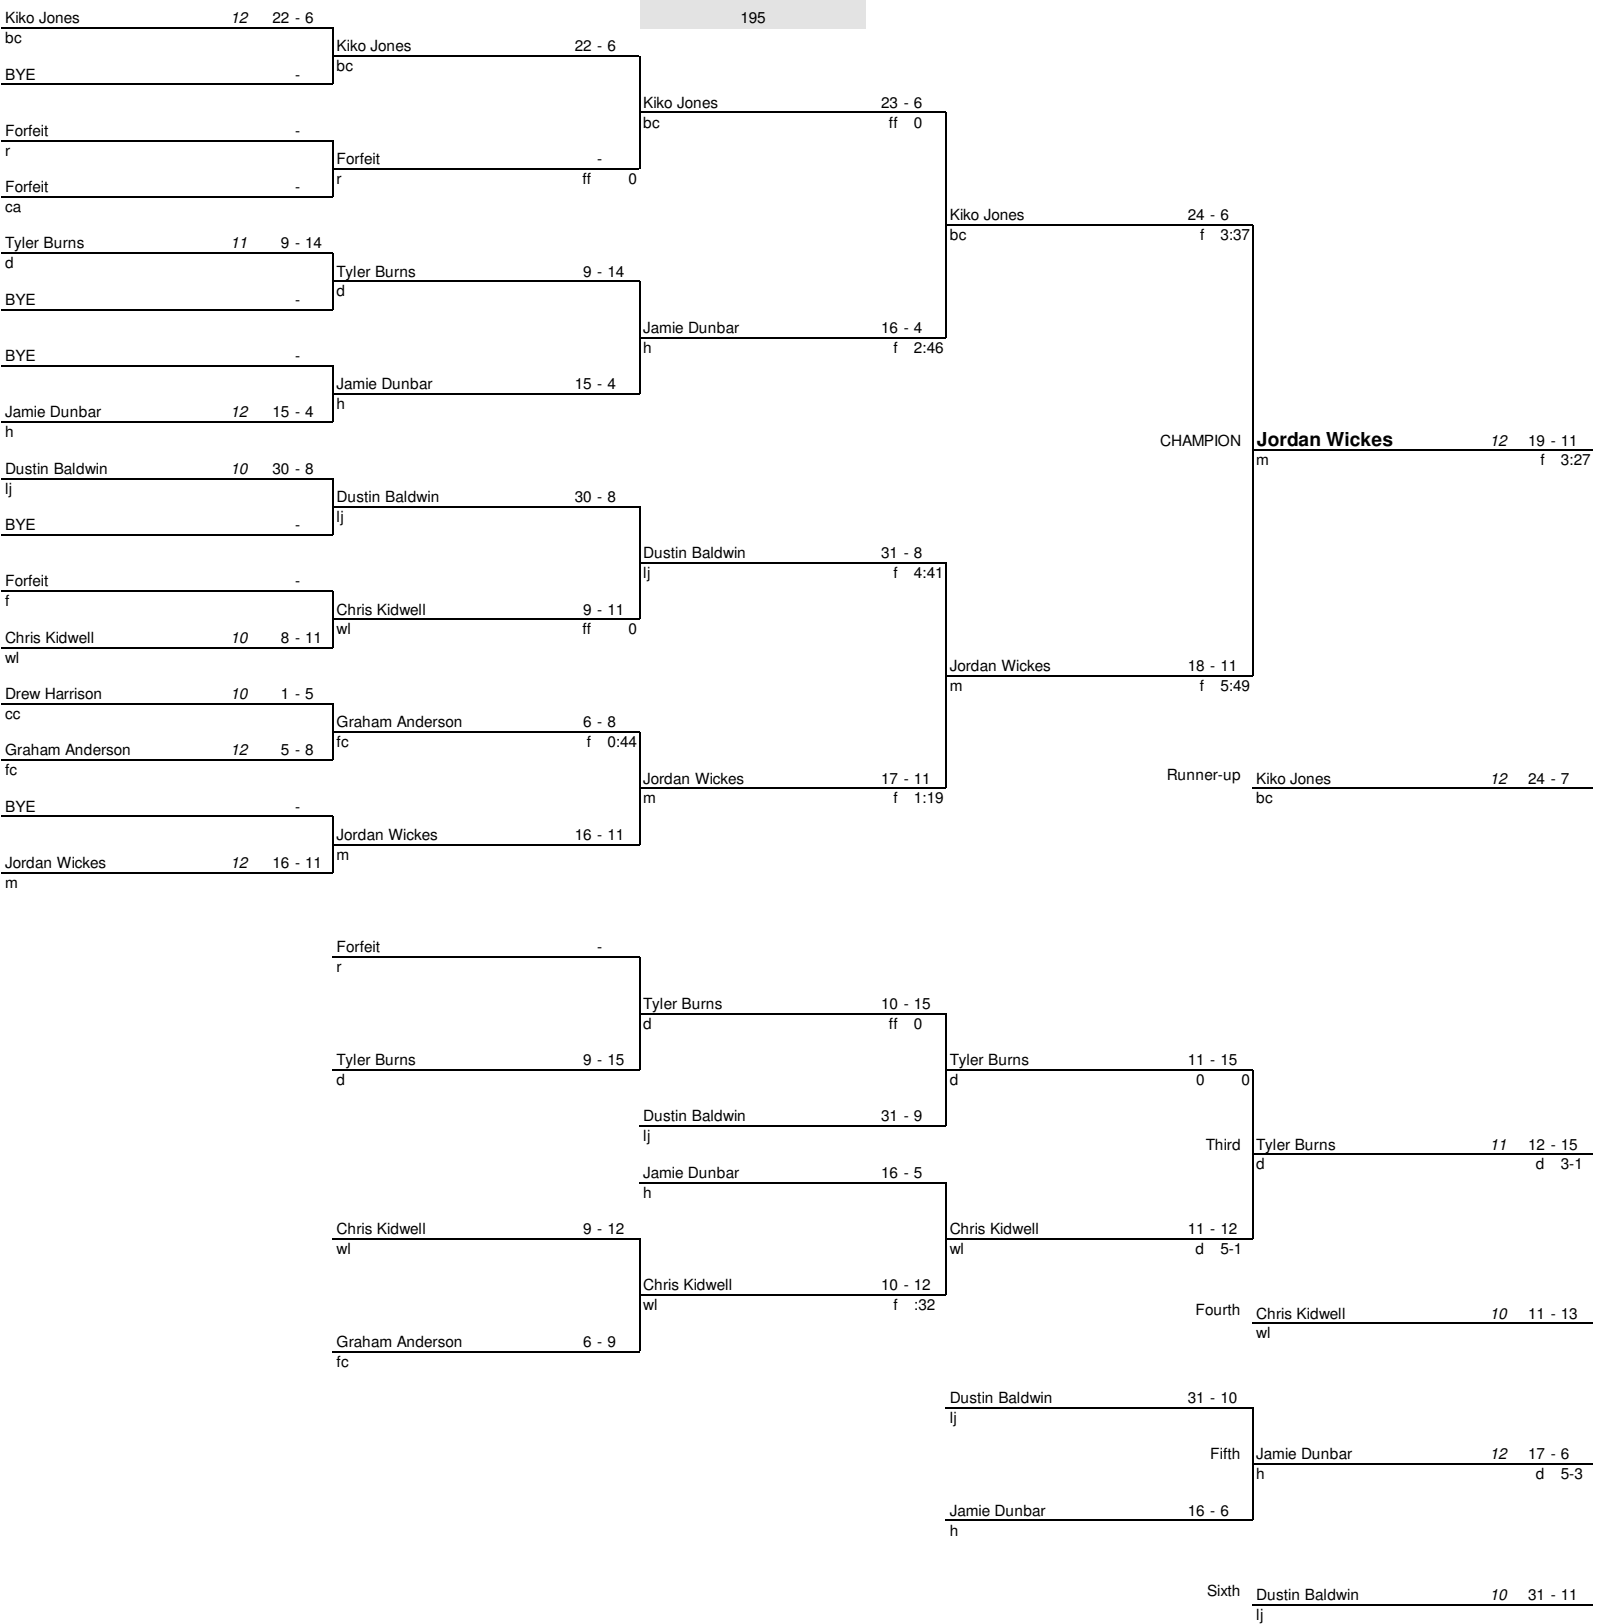 195
Kiko Jones 12 22 - 6
bc
BYE -
Forfeit -
r
Forfeit -
ca
Tyler Burns 11 9 - 14
d
BYE -
BYE -
Jamie Dunbar 12 15 - 4
h
Dustin Baldwin 10 30 - 8
lj
BYE -
Forfeit -
f
Chris Kidwell 10 8 - 11
wl
Drew Harrison 10 1 - 5
cc
Graham Anderson 12 5 - 8
fc
BYE -
Jordan Wickes 12 16 - 11
m
Kiko Jones 22 - 6
bc
Forfeit -
r ff 0
Tyler Burns 9 - 14
d
Jamie Dunbar 15 - 4
h
Dustin Baldwin 30 - 8
lj
Chris Kidwell 9 - 11
wl ff 0
Graham Anderson 6 - 8
fc f 0:44
Jordan Wickes 16 - 11
m
Kiko Jones 23 - 6
bc ff 0
Jamie Dunbar 16 - 4
h f 2:46
Dustin Baldwin 31 - 8
lj f 4:41
Jordan Wickes 17 - 11
m f 1:19
Kiko Jones 24 - 6
bc f 3:37
Jordan Wickes 18 - 11
m f 5:49
CHAMPION Jordan Wickes 12 19 - 11
m f 3:27
Runner-up Kiko Jones 12 24 - 7
bc
Forfeit -
r
Tyler Burns 9 - 15
d
Chris Kidwell 9 - 12
wl
Graham Anderson 6 - 9
fc
Tyler Burns 10 - 15
d ff 0
Dustin Baldwin 31 - 9
lj
Jamie Dunbar 16 - 5
h
Chris Kidwell 10 - 12
wl f :32
Tyler Burns 11 - 15
d 0 0
Chris Kidwell 11 - 12
wl d 5-1
Third Tyler Burns 11 12 - 15
d d 3-1
Fourth Chris Kidwell 10 11 - 13
wl
Dustin Baldwin 31 - 10
lj
Jamie Dunbar 16 - 6
h
Fifth Jamie Dunbar 12 17 - 6
h d 5-3
Sixth Dustin Baldwin 10 31 - 11
lj